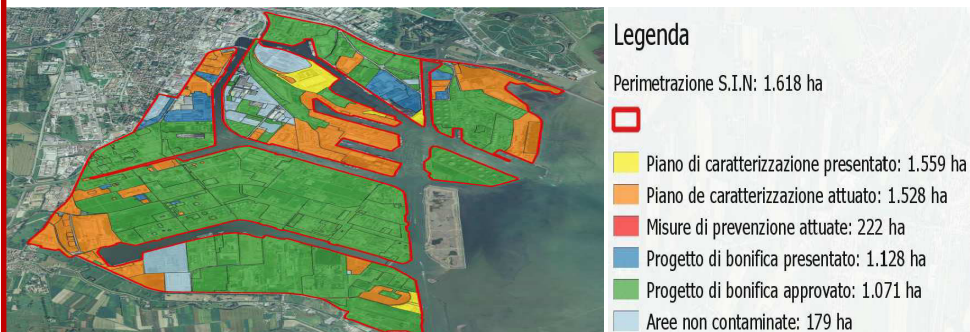 Legenda
Perimetrazione S.I.N: 1.618 ha
Piano di caratterizzazione presentato: 1.559 ha
Piano de caratterizzazione attuato: 1.528 ha
Misure di prevenzione attuate: 222 ha
Progetto di bonifica presentato: 1.128 ha
Progetto di bonifica approvato: 1.071 ha
Aree non contaminate: 179 ha